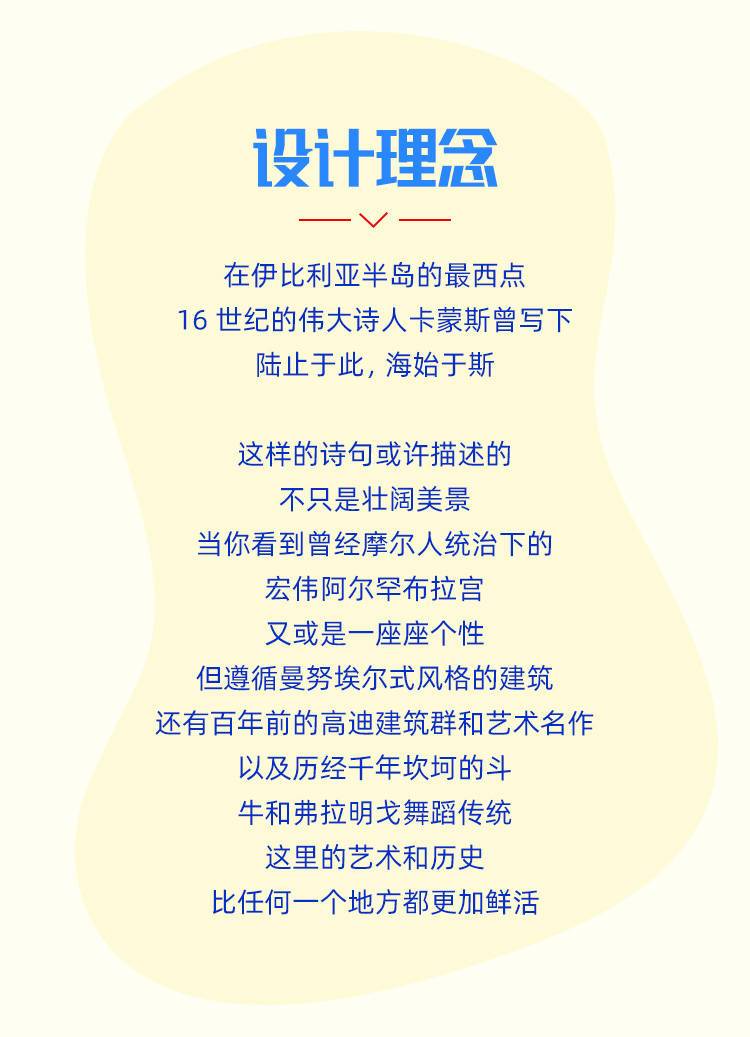 设计理念
在伊比利亚半岛的最西点
16 世纪的伟大诗人卡蒙斯曾写下
陆止于此，海始于斯
这样的诗句或许描述的
不只是壮阔美景
当你看到曾经摩尔人统治下的
宏伟阿尔罕布拉宫
又或是一座座个性
但遵循曼努埃尔式风格的建筑
还有百年前的高迪建筑群和艺术名作
以及历经千年坎坷的斗
牛和弗拉明戈舞蹈传统
这里的艺术和历史
比任何一个地方都更加鲜活